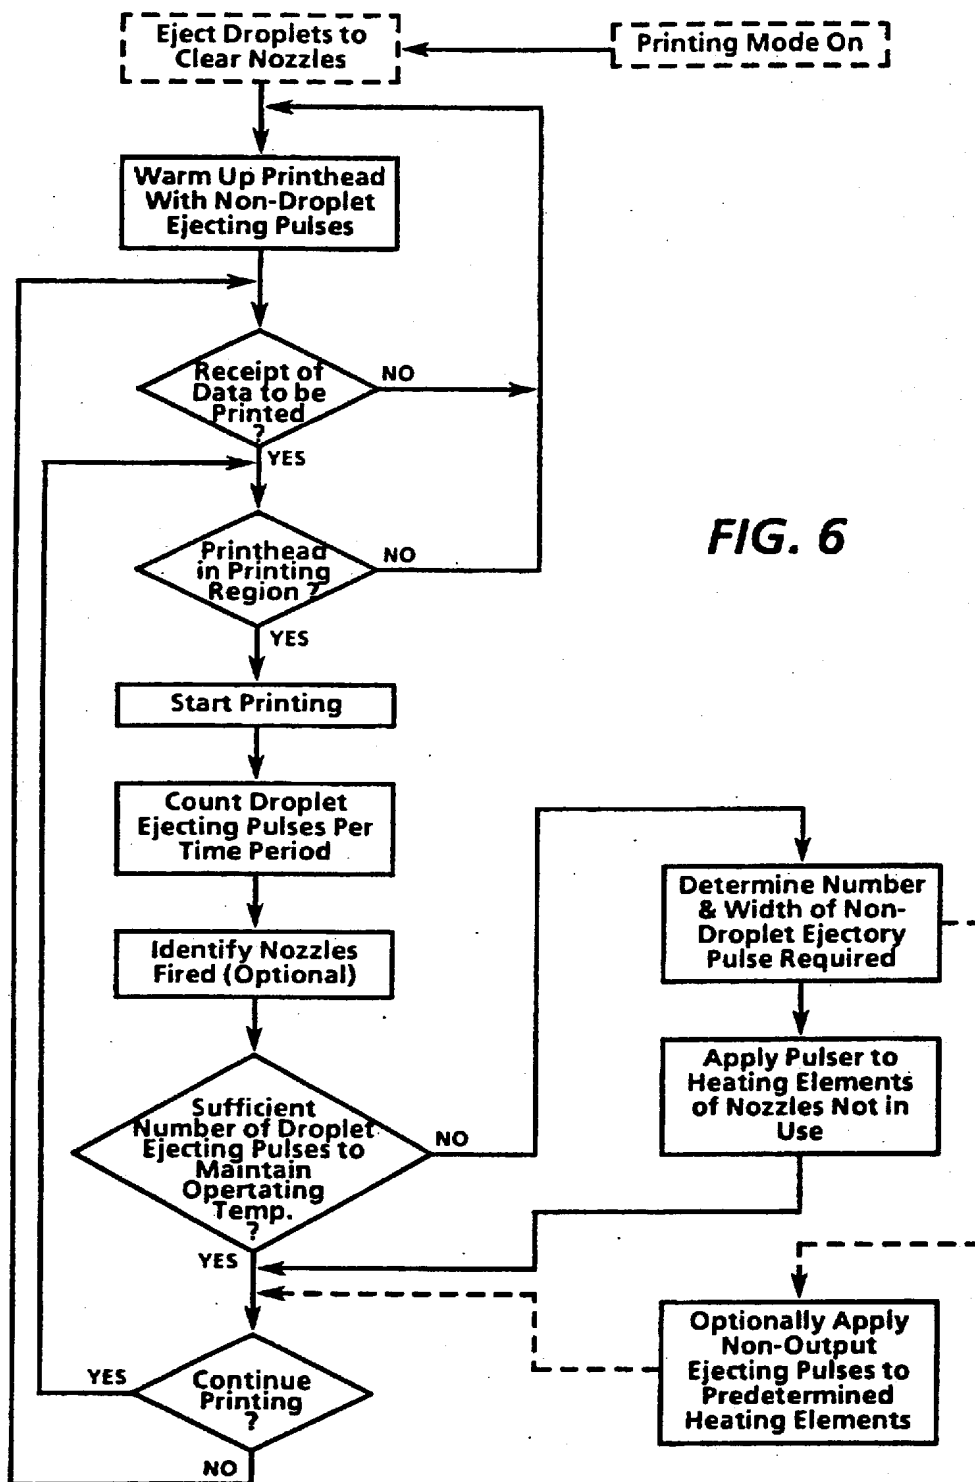 Eject Droplets to
Clear Nozzles
Printing Mode On
Warm Up Printhead
With Non-Droplet
Ejecting Pulses
Receipt of
Data to be
Printed
?
NO
YES
Printhead
in Printing
Region ?
NO
YES
FIG. 6
Start Printing
Count Droplet
Ejecting Pulses Per
Time Period
Identify Nozzles
Fired (Optional)
Sufficient
Number of Droplet
Ejecting Pulses to
Maintain
Opertating
Temp.
?
NO
YES
Determine Number
& Width of Non-
Droplet Ejectory
Pulse Required
Apply Pulser to
Heating Elements
of Nozzles Not in
Use
Optionally Apply
Non-Output
Ejecting Pulses to
Predetermined
Heating Elements
Continue
Printing
?
YES
NO